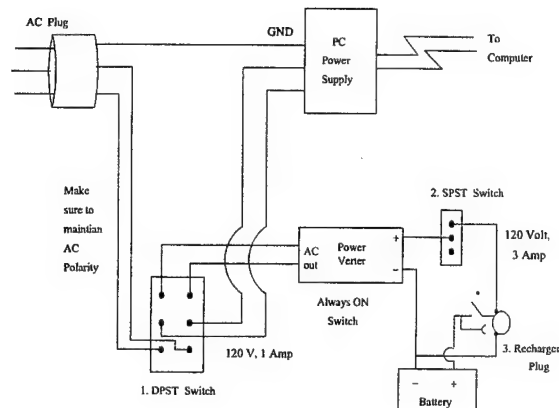 AC Plug
GND
PC
Power
Supply
To
Computer
Make
sure to
maintian
AC
Polarity
2. SPST Switch
120 Volt,
3 Amp
AC
out
Power
Verter
+
−
Always ON
Switch
120 V, 1 Amp
3. Recharger
Plug
1. DPST Switch
− +
Battery